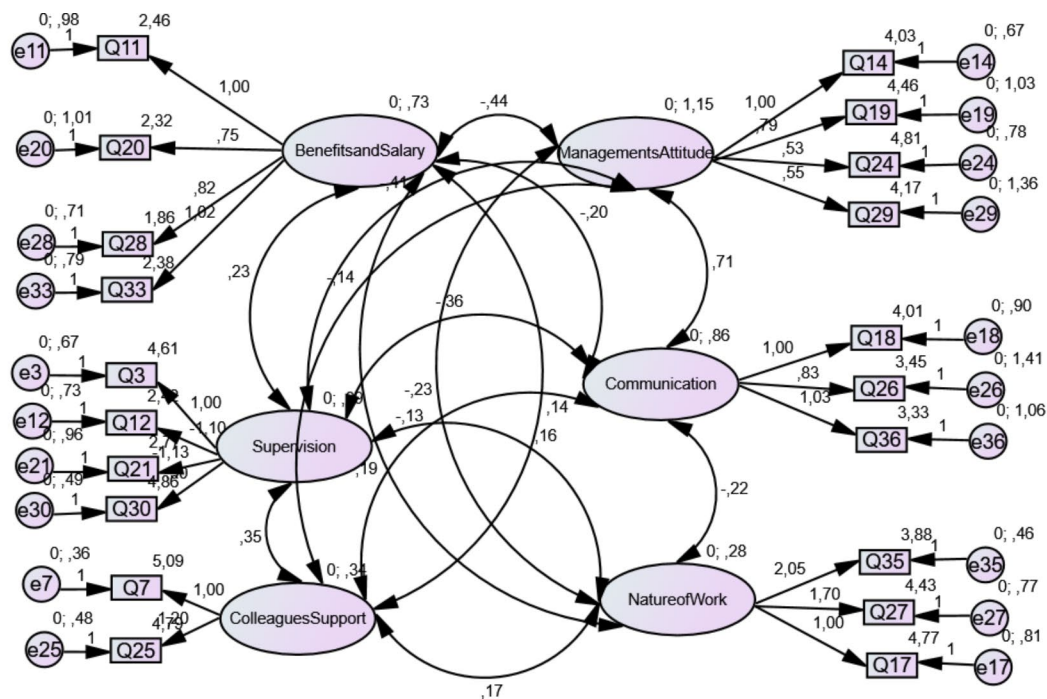 0; ,98
2,46
e11
1
Q11
1,00
0; 1,01
2,32
e20
1
Q20
,75
,82
0; ,71
1,86
1,02
e28
1
Q28
0; ,79
2,38
e33
1
Q33
0; ,73
BenefitsandSalary
-,44
0; 1,15
ManagementsAttitude
4,03
0; ,67
Q14
1
e14
1,00
4,46
0; 1,03
,79
Q19
1
e19
4,81
0; ,78
,53
Q24
1
e24
,55
4,17
0; 1,36
Q29
1
e29
,41
-,20
,23
-,14
,71
-,36
0; ,67
4,61
e3
1
Q3
1,00
0; ,73
e12
1
Q12
-1,10
0; ,96
e21
1
Q21
-1,13
0; ,49
4,86
e30
1
Q30
Supervision
-,23
-,13
,14
,16
,19
0; ,86
Communication
4,01
0; ,90
1,00
Q18
1
e18
3,45
0; 1,41
,83
Q26
1
e26
1,03
3,33
0; 1,06
Q36
1
e36
-,22
,35
0; ,36
5,09
e7
1
Q7
1,00
0; ,48
4,79
1,20
e25
1
Q25
0; ,34
ColleaguesSupport
0; ,28
NatureofWork
3,88
0; ,46
2,05
Q35
1
e35
4,43
0; ,77
1,70
Q27
1
e27
1,00
4,77
0; ,81
Q17
1
e17
,17